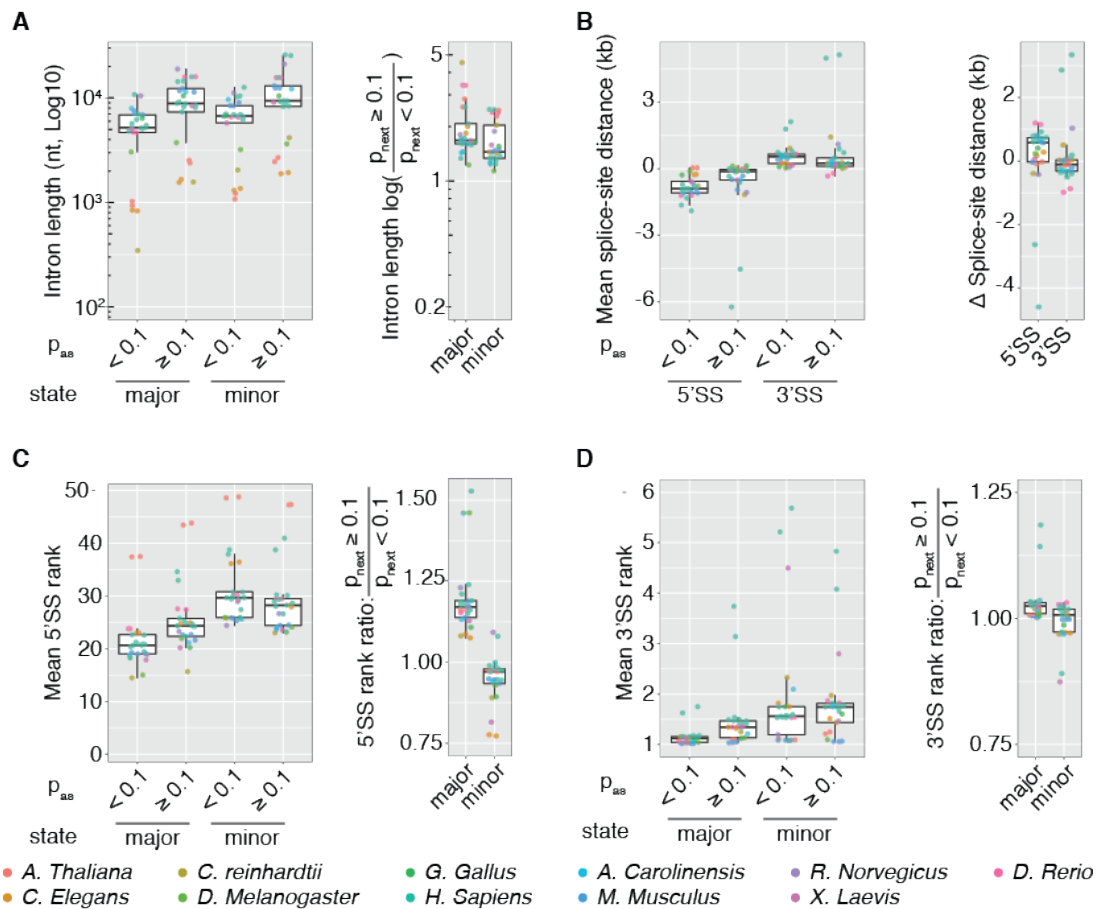 A
Intron length (nt, Log10)
10⁴
10³
10²
p_as
< 0.1
≥ 0.1
< 0.1
≥ 0.1
state
major
minor
Intron length log( p_next ≥ 0.1 / p_next < 0.1 )
5
1
0.2
major
minor
B
Mean splice-site distance (kb)
3
0
-3
-6
p_as
< 0.1
≥ 0.1
< 0.1
≥ 0.1
5'SS
3'SS
Δ Splice-site distance (kb)
2
0
2
-4
5'SS
3'SS
C
Mean 5'SS rank
50
40
30
20
10
0
p_as
< 0.1
≥ 0.1
< 0.1
≥ 0.1
state
major
minor
5'SS rank ratio: p_next ≥ 0.1 / p_next < 0.1
1.50
1.25
1.00
0.75
major
minor
D
Mean 3'SS rank
6
5
4
3
2
1
p_as
< 0.1
≥ 0.1
< 0.1
≥ 0.1
state
major
minor
3'SS rank ratio: p_next ≥ 0.1 / p_next < 0.1
1.25
1.00
0.75
major
minor
A. Thaliana
C. reinhardtii
G. Gallus
A. Carolinensis
R. Norvegicus
D. Rerio
C. Elegans
D. Melanogaster
H. Sapiens
M. Musculus
X. Laevis